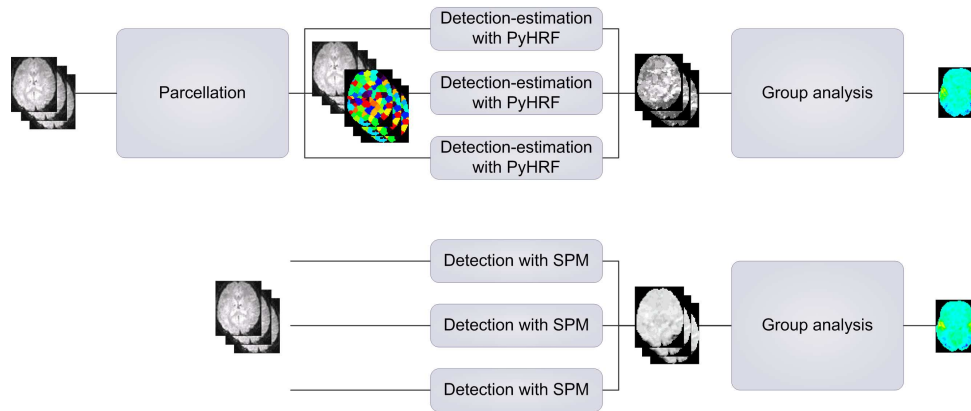 Detection-estimation
with PyHRF
Parcellation
Detection-estimation
with PyHRF
Group analysis
Detection-estimation
with PyHRF
Detection with SPM
Detection with SPM
Group analysis
Detection with SPM